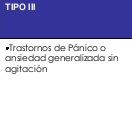 TIPO III
•Trastornos de Pánico o
ansiedad generalizada sin
agitación